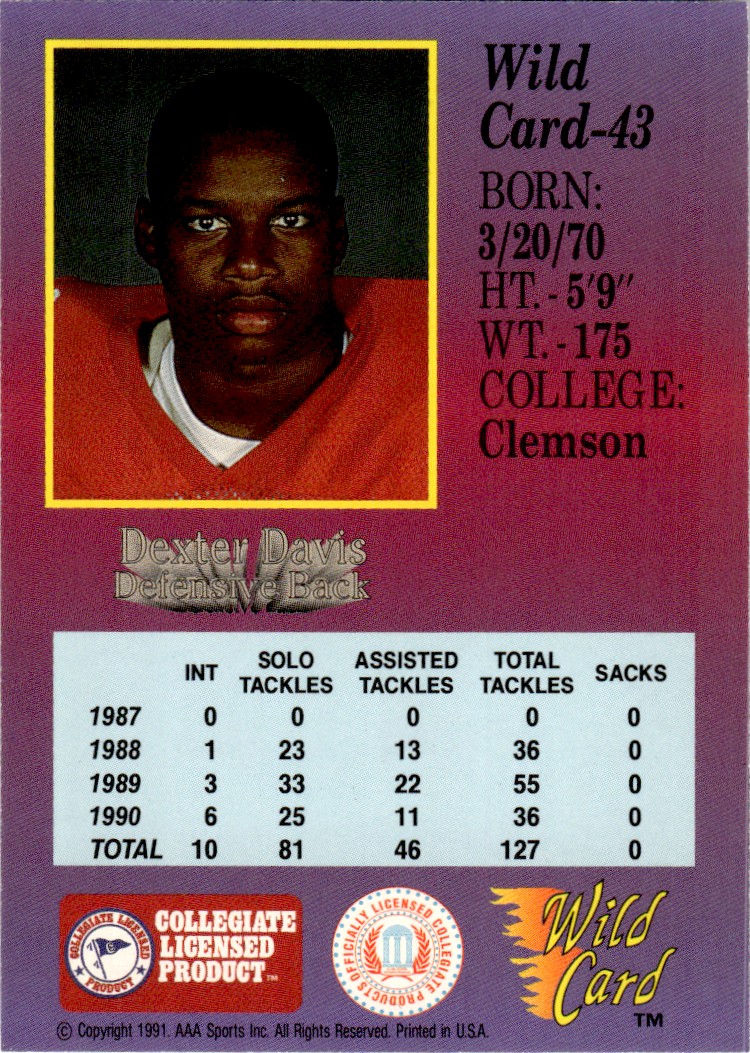 Wild
Card-43
BORN:
3/20/70
HT.-5'9"
WT.-175
COLLEGE:
Clemson
Dexter Davis
Defensive Back
INT SOLO TACKLES ASSISTED TACKLES TOTAL TACKLES SACKS
1987 0 0 0 0 0
1988 1 23 13 36 0
1989 3 33 22 55 0
1990 6 25 11 36 0
TOTAL 10 81 46 127 0
COLLEGIATE LICENSED PRODUCT
COLLEGIATE
LICENSED
PRODUCT™
OFFICIALLY LICENSED COLLEGIATE PRODUCTS
Wild
Card
TM
© Copyright 1991. AAA Sports Inc. All Rights Reserved. Printed in U.S.A.